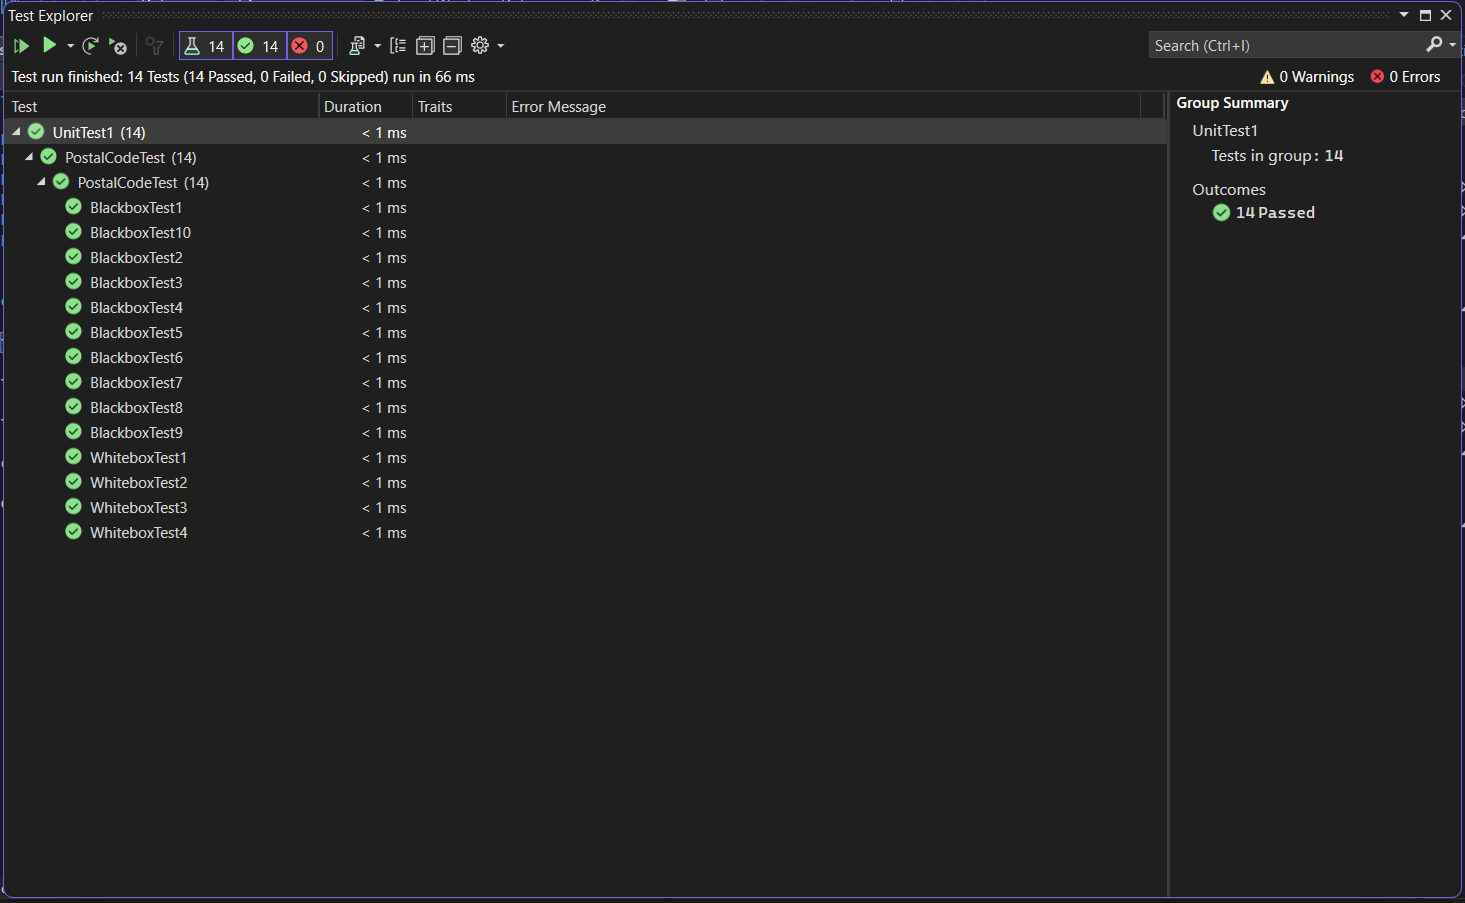 Test Explorer
14 14 0
Search (Ctrl+I)
Test run finished: 14 Tests (14 Passed, 0 Failed, 0 Skipped) run in 66 ms
0 Warnings 0 Errors
Test Duration Traits Error Message
UnitTest1 (14) < 1 ms
PostalCodeTest (14) < 1 ms
PostalCodeTest (14) < 1 ms
BlackboxTest1 < 1 ms
BlackboxTest10 < 1 ms
BlackboxTest2 < 1 ms
BlackboxTest3 < 1 ms
BlackboxTest4 < 1 ms
BlackboxTest5 < 1 ms
BlackboxTest6 < 1 ms
BlackboxTest7 < 1 ms
BlackboxTest8 < 1 ms
BlackboxTest9 < 1 ms
WhiteboxTest1 < 1 ms
WhiteboxTest2 < 1 ms
WhiteboxTest3 < 1 ms
WhiteboxTest4 < 1 ms
Group Summary
UnitTest1
Tests in group: 14
Outcomes
14 Passed